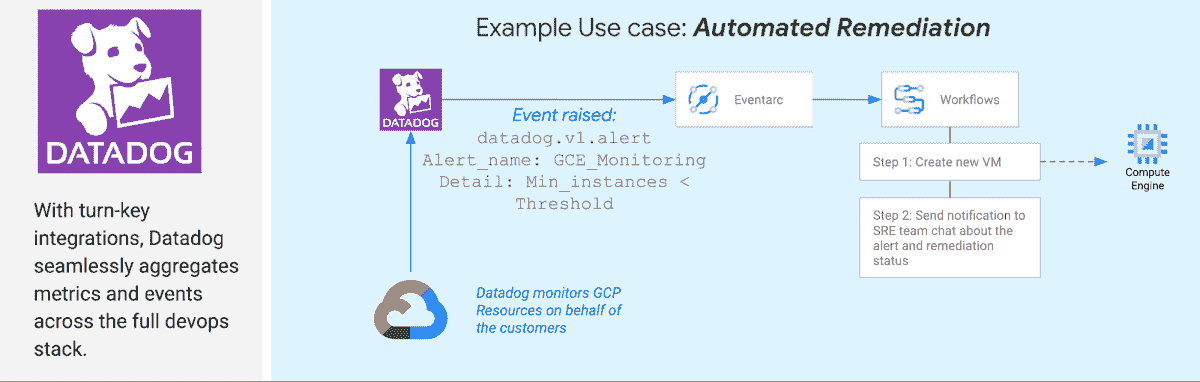 DATADOG
With turn-key
integrations, Datadog
seamlessly aggregates
metrics and events
across the full devops
stack.
Example Use case: Automated Remediation
DATADOG
Event raised:
datadog.v1.alert
Alert_name: GCE_Monitoring
Detail: Min_instances <
Threshold
Eventarc
Workflows
Step 1: Create new VM
Compute
Engine
Step 2: Send notification to
SRE team chat about the
alert and remediation
status
Datadog monitors GCP
Resources on behalf of
the customers